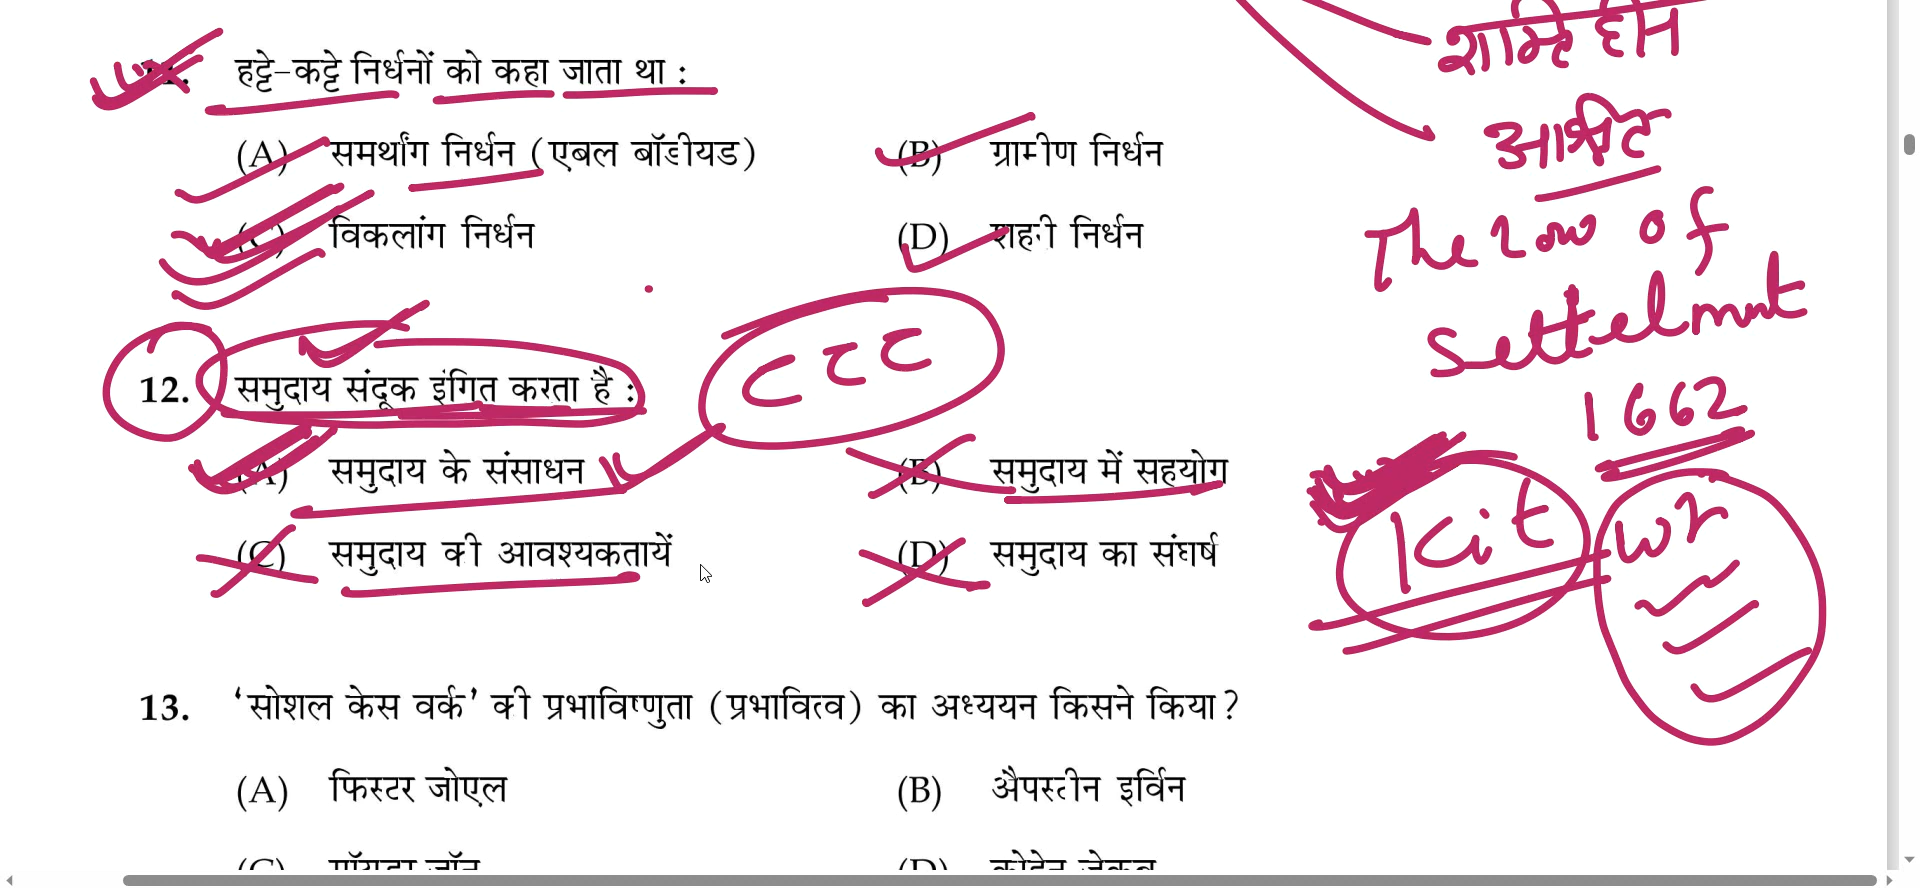 शक्ति हीन
हट्टे-कट्टे निर्धनों को कहा जाता था :
(A) समर्थांग निर्धन (एबल बॉडीयड) (B) ग्रामीण निर्धन
आश्रित
(C) विकलांग निर्धन (D) शहरी निर्धन
The law of
settelmnt
1662
CCC
12. समुदाय संदूक इंगित करता है :
(A) समुदाय के संसाधन (B) समुदाय में सहयोग
Kit
(C) समुदाय की आवश्यकतायें (D) समुदाय का संघर्ष
13. ‘सोशल केस वर्क’ की प्रभाविष्णुता (प्रभावित्व) का अध्ययन किसने किया?
(A) फिस्टर जोएल (B) अैपस्टीन इर्विन